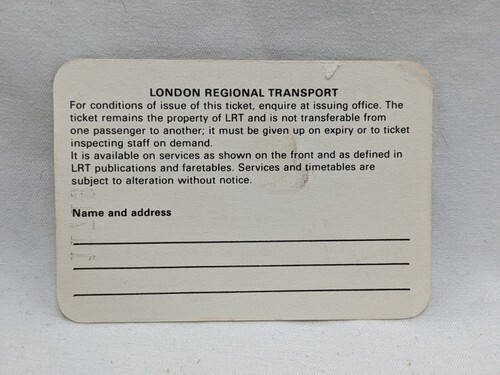 LONDON REGIONAL TRANSPORT
For conditions of issue of this ticket, enquire at issuing office. The
ticket remains the property of LRT and is not transferable from
one passenger to another; it must be given up on expiry or to ticket
inspecting staff on demand.
It is available on services as shown on the front and as defined in
LRT publications and faretables. Services and timetables are
subject to alteration without notice.
Name and address